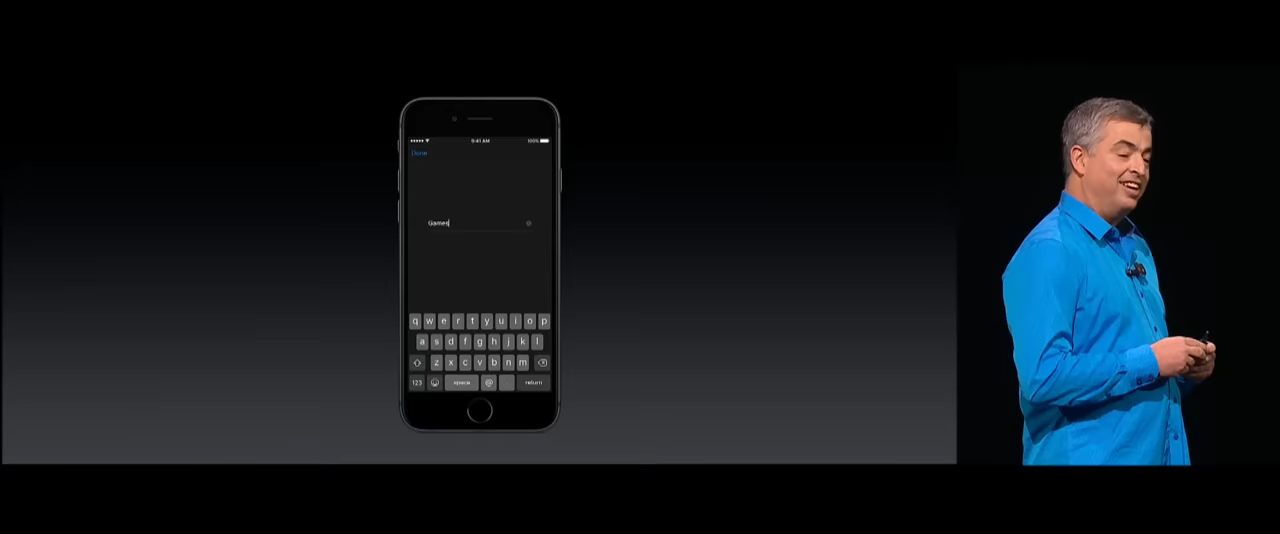 9:41 AM 100%
Done
Games
q w e r t y u i o p
a s d f g h j k l
z x c v b n m
123 space @ . return